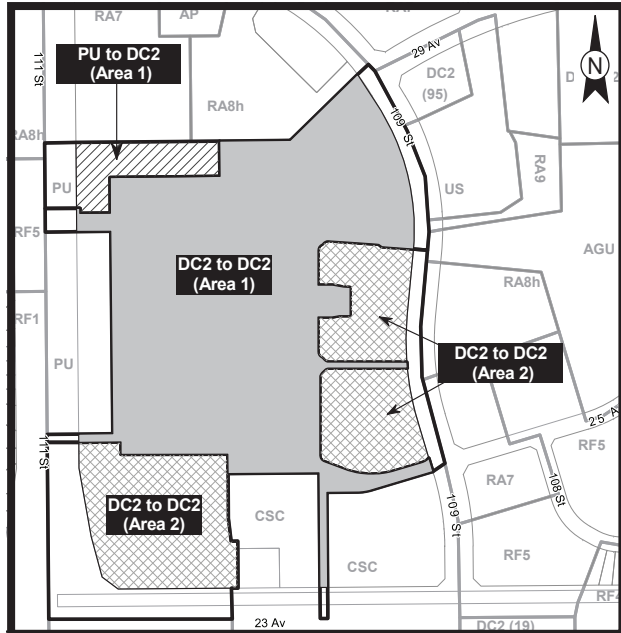 RA7
AP
111 St
PU to DC2
(Area 1)
29 Av
DC2
(95)
N
RA8h
109 St
RA8h
RA9
PU
US
RF5
AGU
DC2 to DC2
(Area 1)
RA8h
RF1
DC2 to DC2
(Area 2)
PU
25 Av
111 St
RF5
RA7
108 St
DC2 to DC2
(Area 2)
109 St
CSC
RF5
CSC
23 Av
DC2 (19)